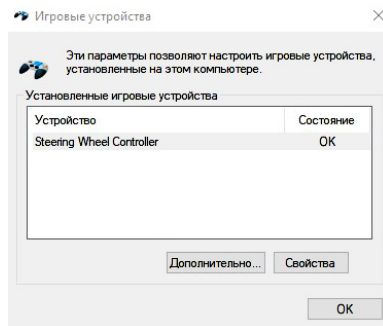 Игровые устройства
Эти параметры позволяют настроить игровые устройства,
установленные на этом компьютере.
Установленные игровые устройства
Устройство Состояние
Steering Wheel Controller OK
Дополнительно... Свойства
OK